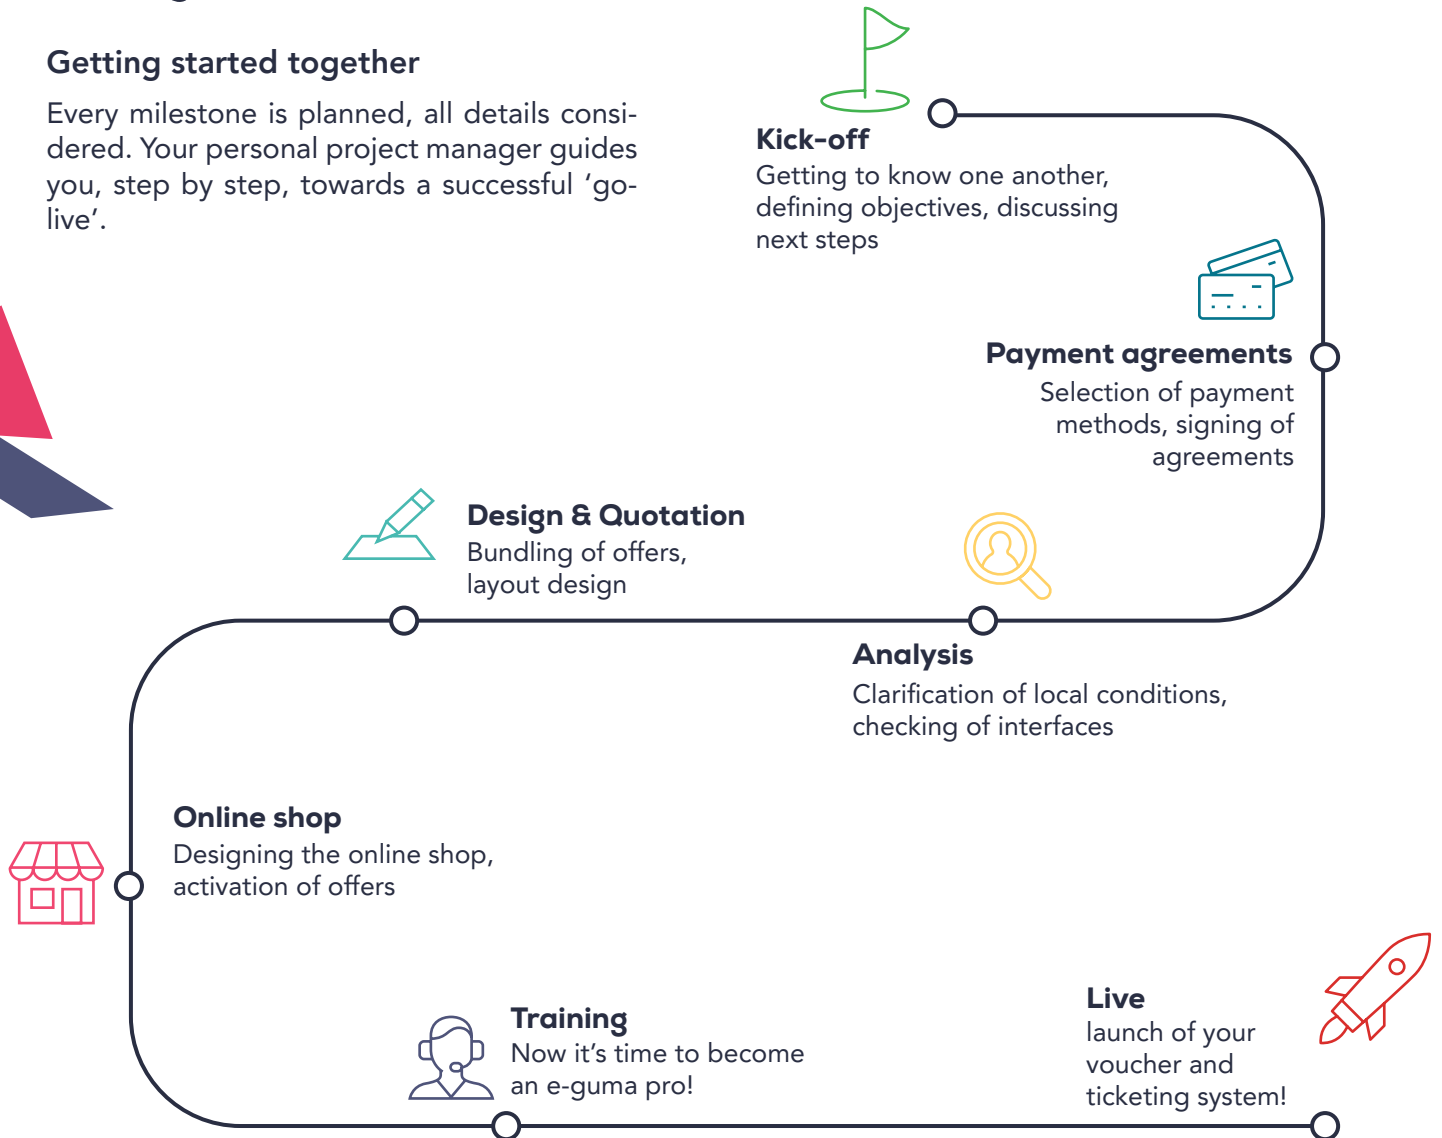 Getting started together
Every milestone is planned, all details consi-
dered. Your personal project manager guides
you, step by step, towards a successful ‘go-
live’.
Kick-off
Getting to know one another,
defining objectives, discussing
next steps
Payment agreements
Selection of payment
methods, signing of
agreements
Analysis
Clarification of local conditions,
checking of interfaces
Design & Quotation
Bundling of offers,
layout design
Online shop
Designing the online shop,
activation of offers
Training
Now it’s time to become
an e-guma pro!
Live
launch of your
voucher and
ticketing system!